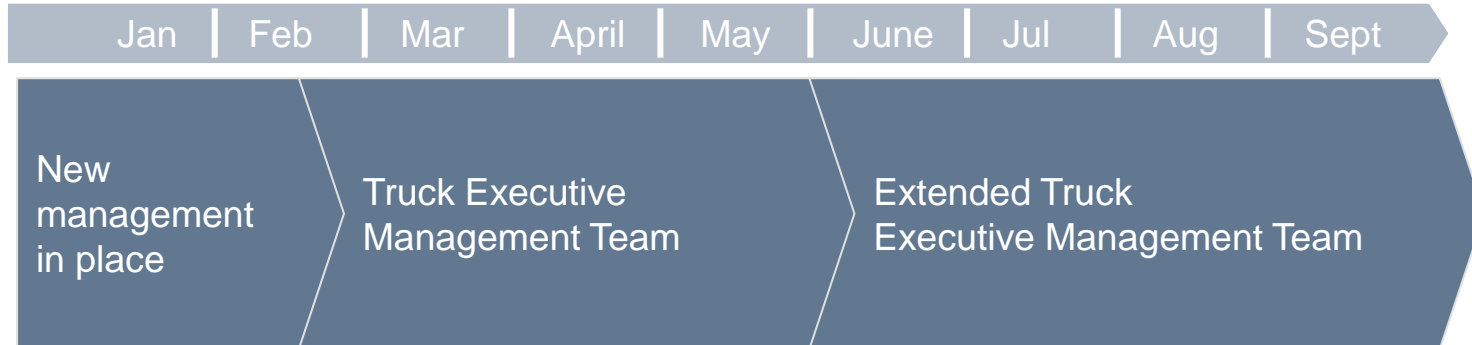 Jan Feb Mar April May June Jul Aug Sept
New
management
in place
Truck Executive
Management Team
Extended Truck
Executive Management Team